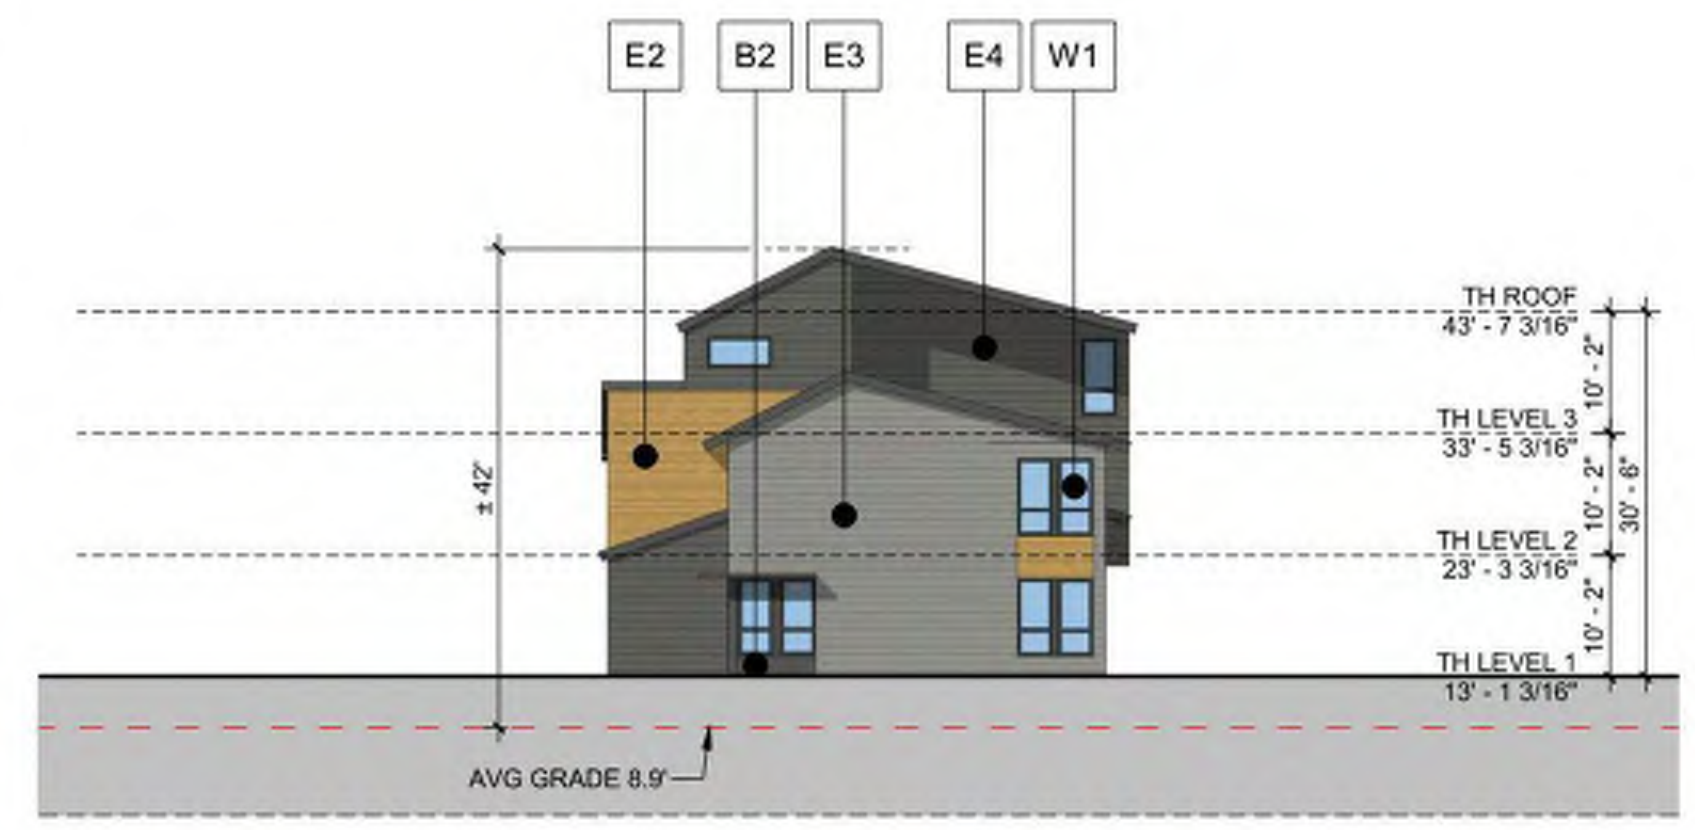 E2 B2 E3 E4 W1
TH ROOF
43' - 7 3/16"
10' - 2"
TH LEVEL 3
33' - 5 3/16"
± 42'
10' - 2"
30' - 6"
TH LEVEL 2
23' - 3 3/16"
10' - 2"
TH LEVEL 1
13' - 1 3/16"
AVG GRADE 8.9'